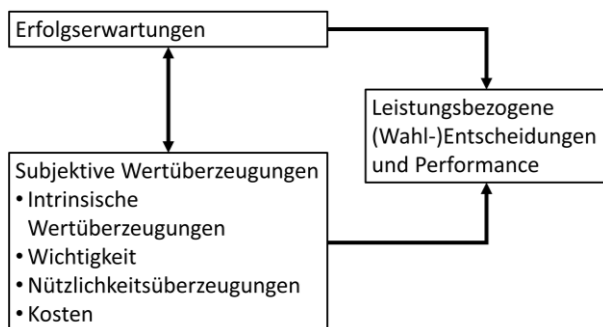 Erfolgserwartungen
Leistungsbezogene
(Wahl-)Entscheidungen
und Performance
Subjektive Wertüberzeugungen
• Intrinsische
Wertüberzeugungen
• Wichtigkeit
• Nützlichkeitsüberzeugungen
• Kosten